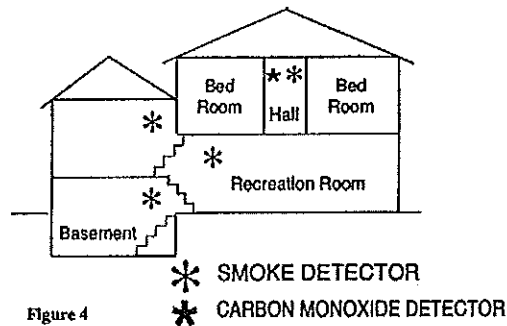 Bed
Room
Hall
Bed
Room
Recreation Room
Basement
SMOKE DETECTOR
CARBON MONOXIDE DETECTOR
Figure 4